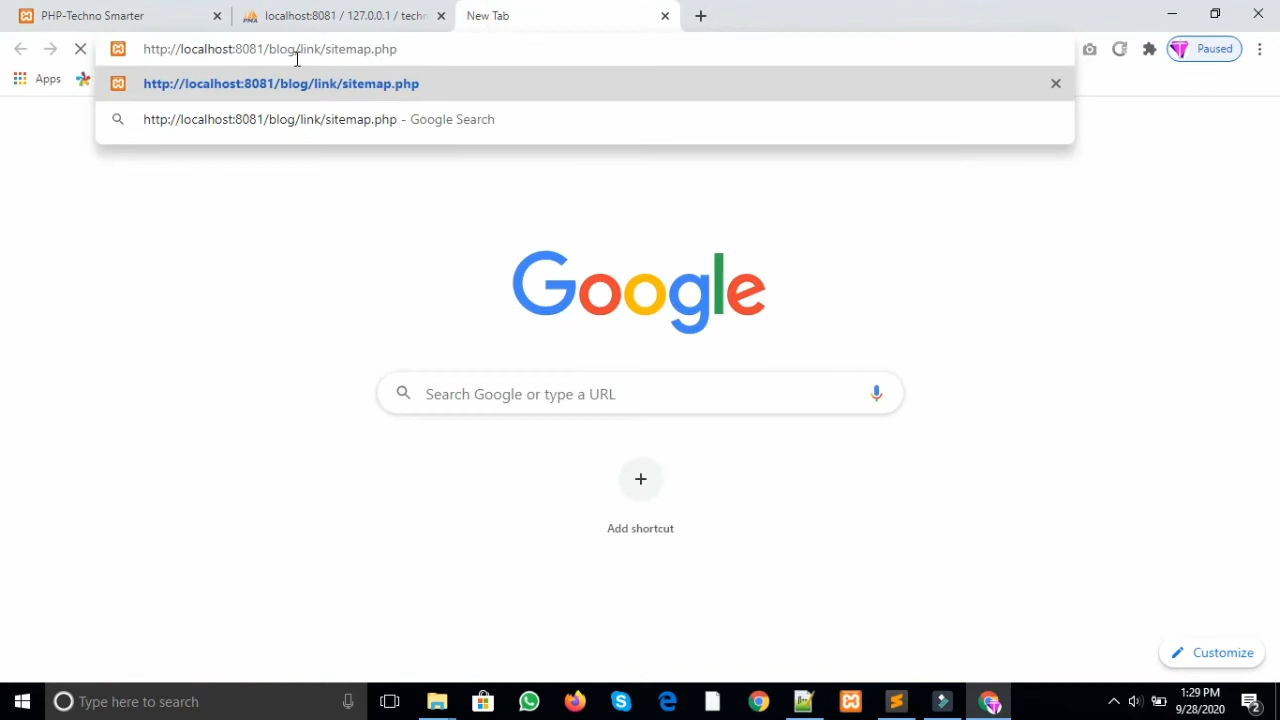 PHP-Techno Smarter
localhost:8081 / 127.0.0.1 / techn
New Tab
http://localhost:8081/blog/link/sitemap.php
Paused
Apps
http://localhost:8081/blog/link/sitemap.php
http://localhost:8081/blog/link/sitemap.php - Google Search
Google
Search Google or type a URL
Add shortcut
Customize
Type here to search
1:29 PM
9/28/2020
2